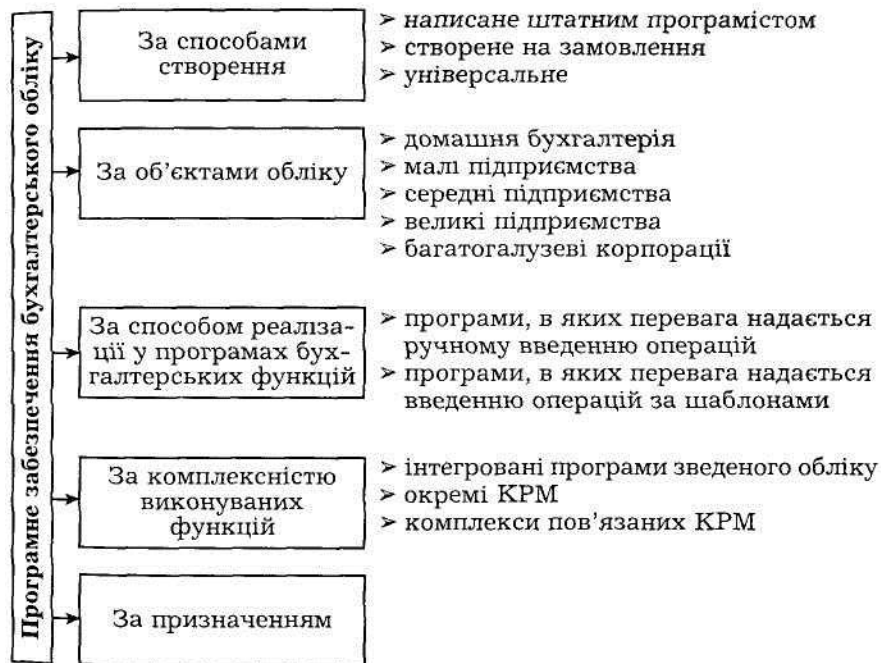 Програмне забезпечення бухгалтерського обліку
За способами
створення
➢ написане штатним програмістом
➢ створене на замовлення
➢ універсальне
За об’єктами обліку
➢ домашня бухгалтерія
➢ малі підприємства
➢ середні підприємства
➢ великі підприємства
➢ багатогалузеві корпорації
За способом реаліза-
ції у програмах бух-
галтерських функцій
➢ програми, в яких перевага надається
ручному введенню операцій
➢ програми, в яких перевага надається
введенню операцій за шаблонами
За комплексністю
виконуваних
функцій
➢ інтегровані програми зведеного обліку
➢ окремі КРМ
➢ комплекси пов’язаних КРМ
За призначенням